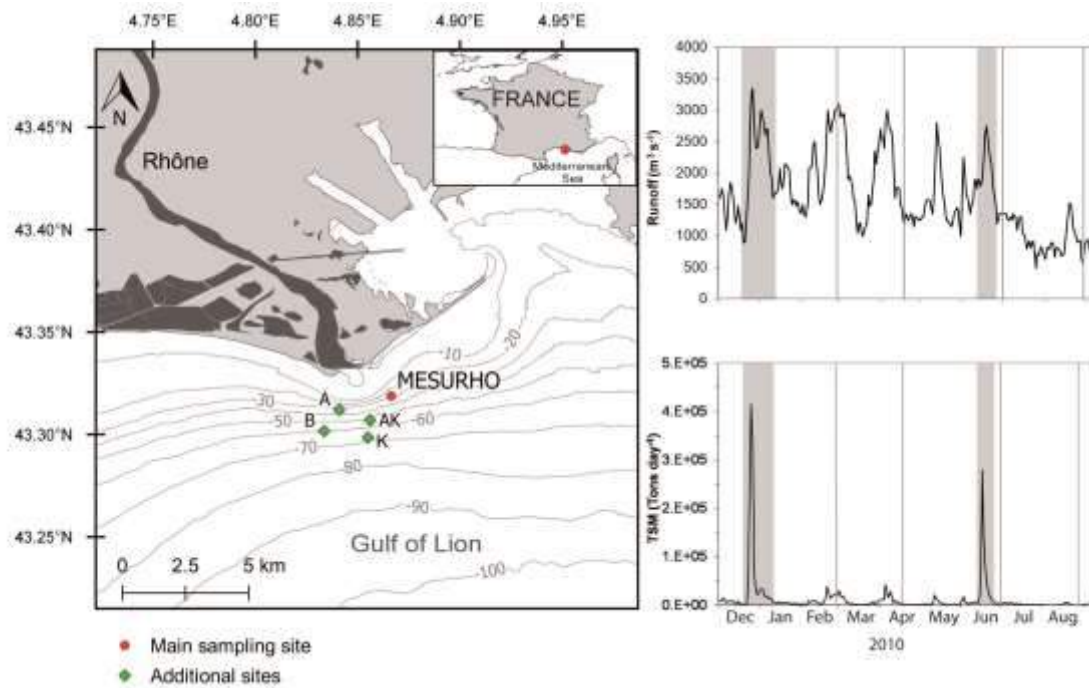 4.75°E 4.80°E 4.85°E 4.90°E 4.95°E
43.45°N
43.40°N
43.35°N
43.30°N
43.25°N
N
Rhône
FRANCE
Mediterranean
Sea
-10
-20
MESURHO
A
-30
-50
B
AK
-60
K
-70
-80
-90
Gulf of Lion
-100
0 2.5 5 km
Main sampling site
Additional sites
4000
3500
3000
2500
2000
1500
1000
500
0
Runoff (m³ s⁻¹)
5.E+05
4.E+05
3.E+05
2.E+05
1.E+05
0.E+00
TSM (Tons day⁻¹)
Dec Jan Feb Mar Apr May Jun Jul Aug
2010